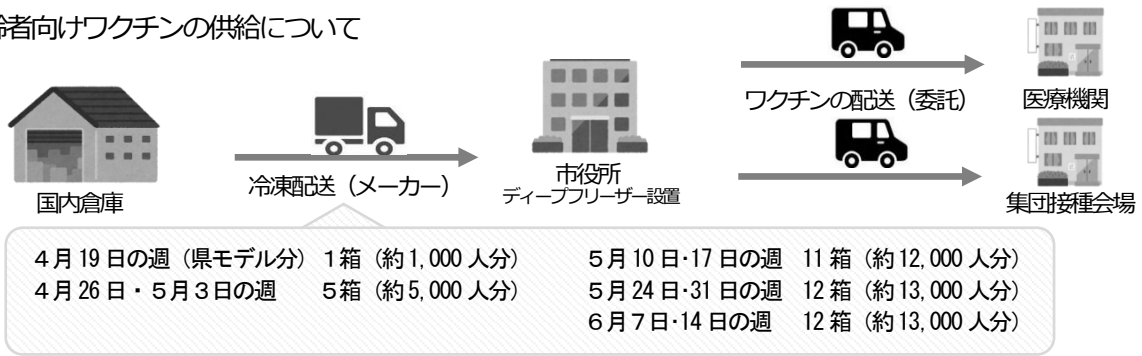 齢者向けワクチンの供給について
ワクチンの配送（委託）
医療機関
国内倉庫
冷凍配送（メーカー）
市役所
ディープフリーザー設置
集団接種会場
４月19日の週（県モデル分） １箱（約1,000人分）
４月26日・５月３日の週 ５箱（約5,000人分）
５月10日・17日の週 11箱（約12,000人分）
５月24日・31日の週 12箱（約13,000人分）
６月７日・14日の週 12箱（約13,000人分）